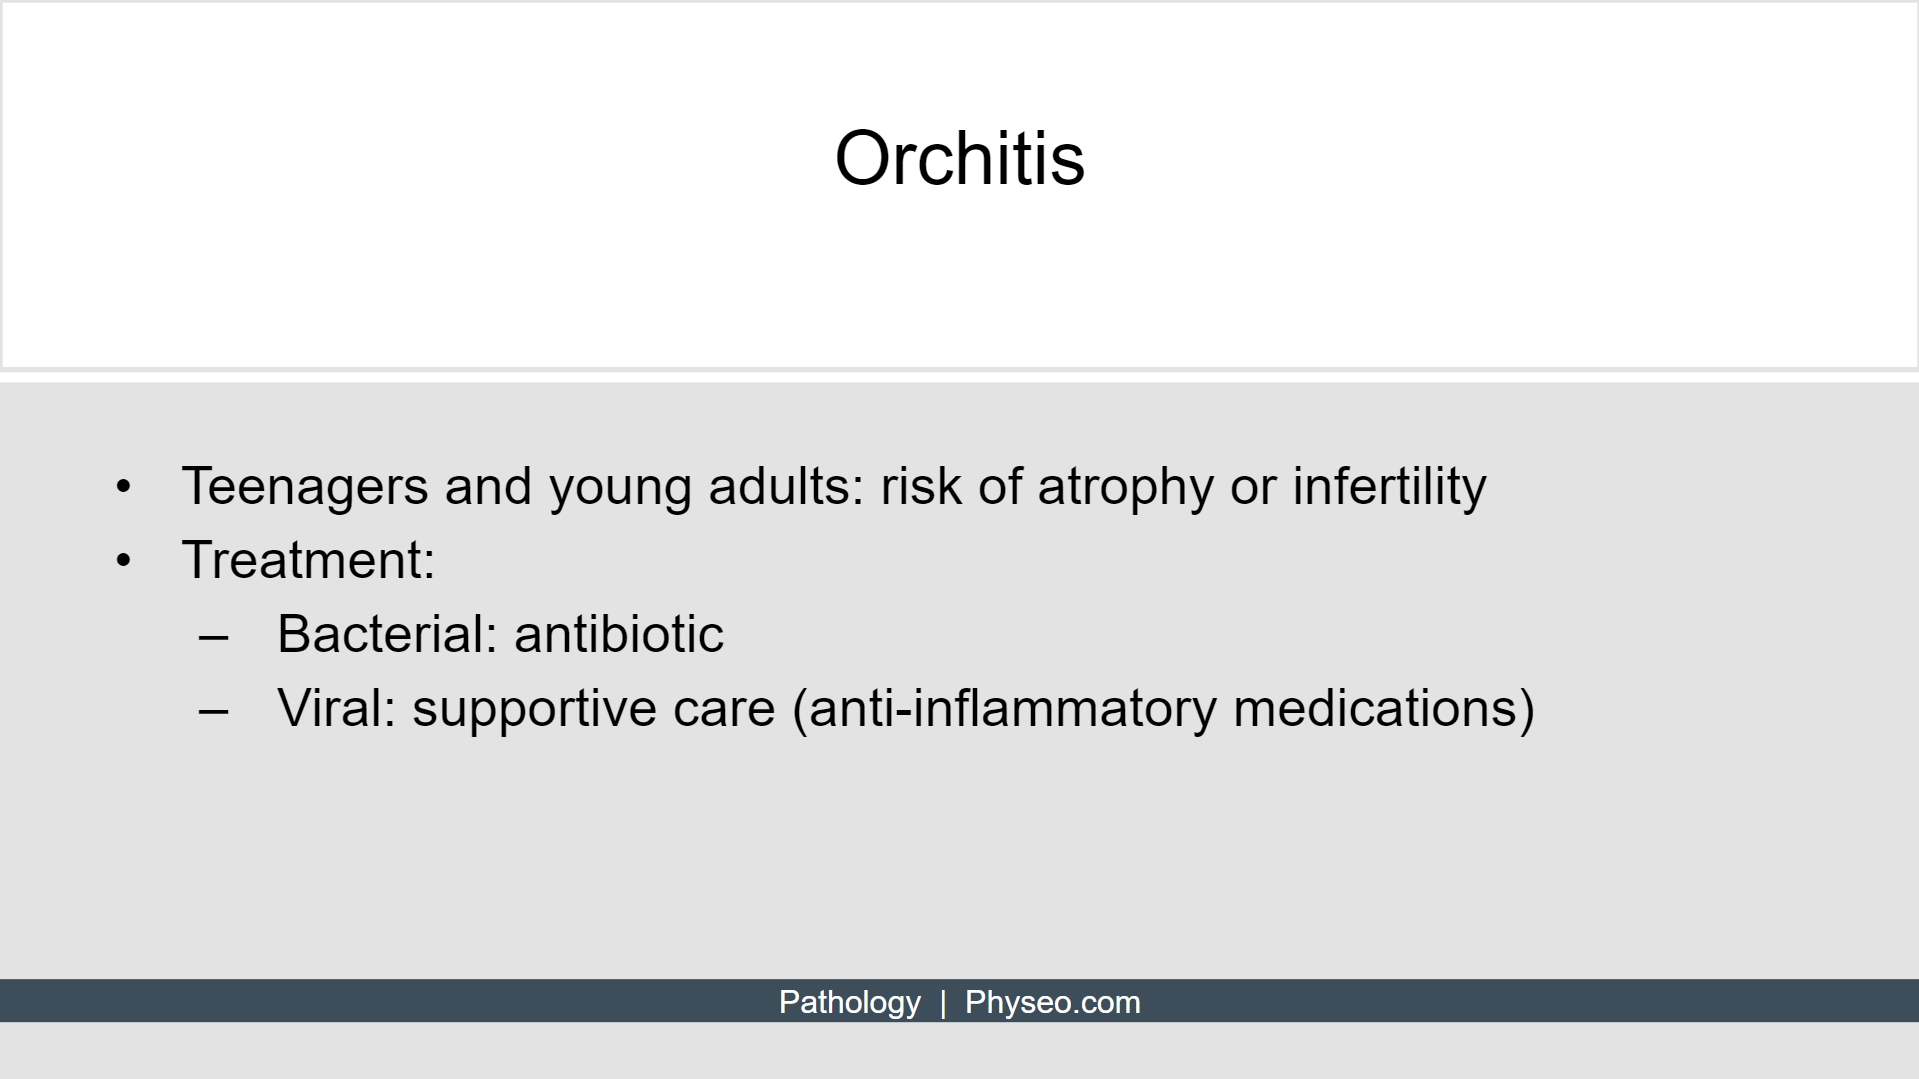 Orchitis
• Teenagers and young adults: risk of atrophy or infertility
• Treatment:
– Bacterial: antibiotic
– Viral: supportive care (anti-inflammatory medications)
Pathology | Physeo.com